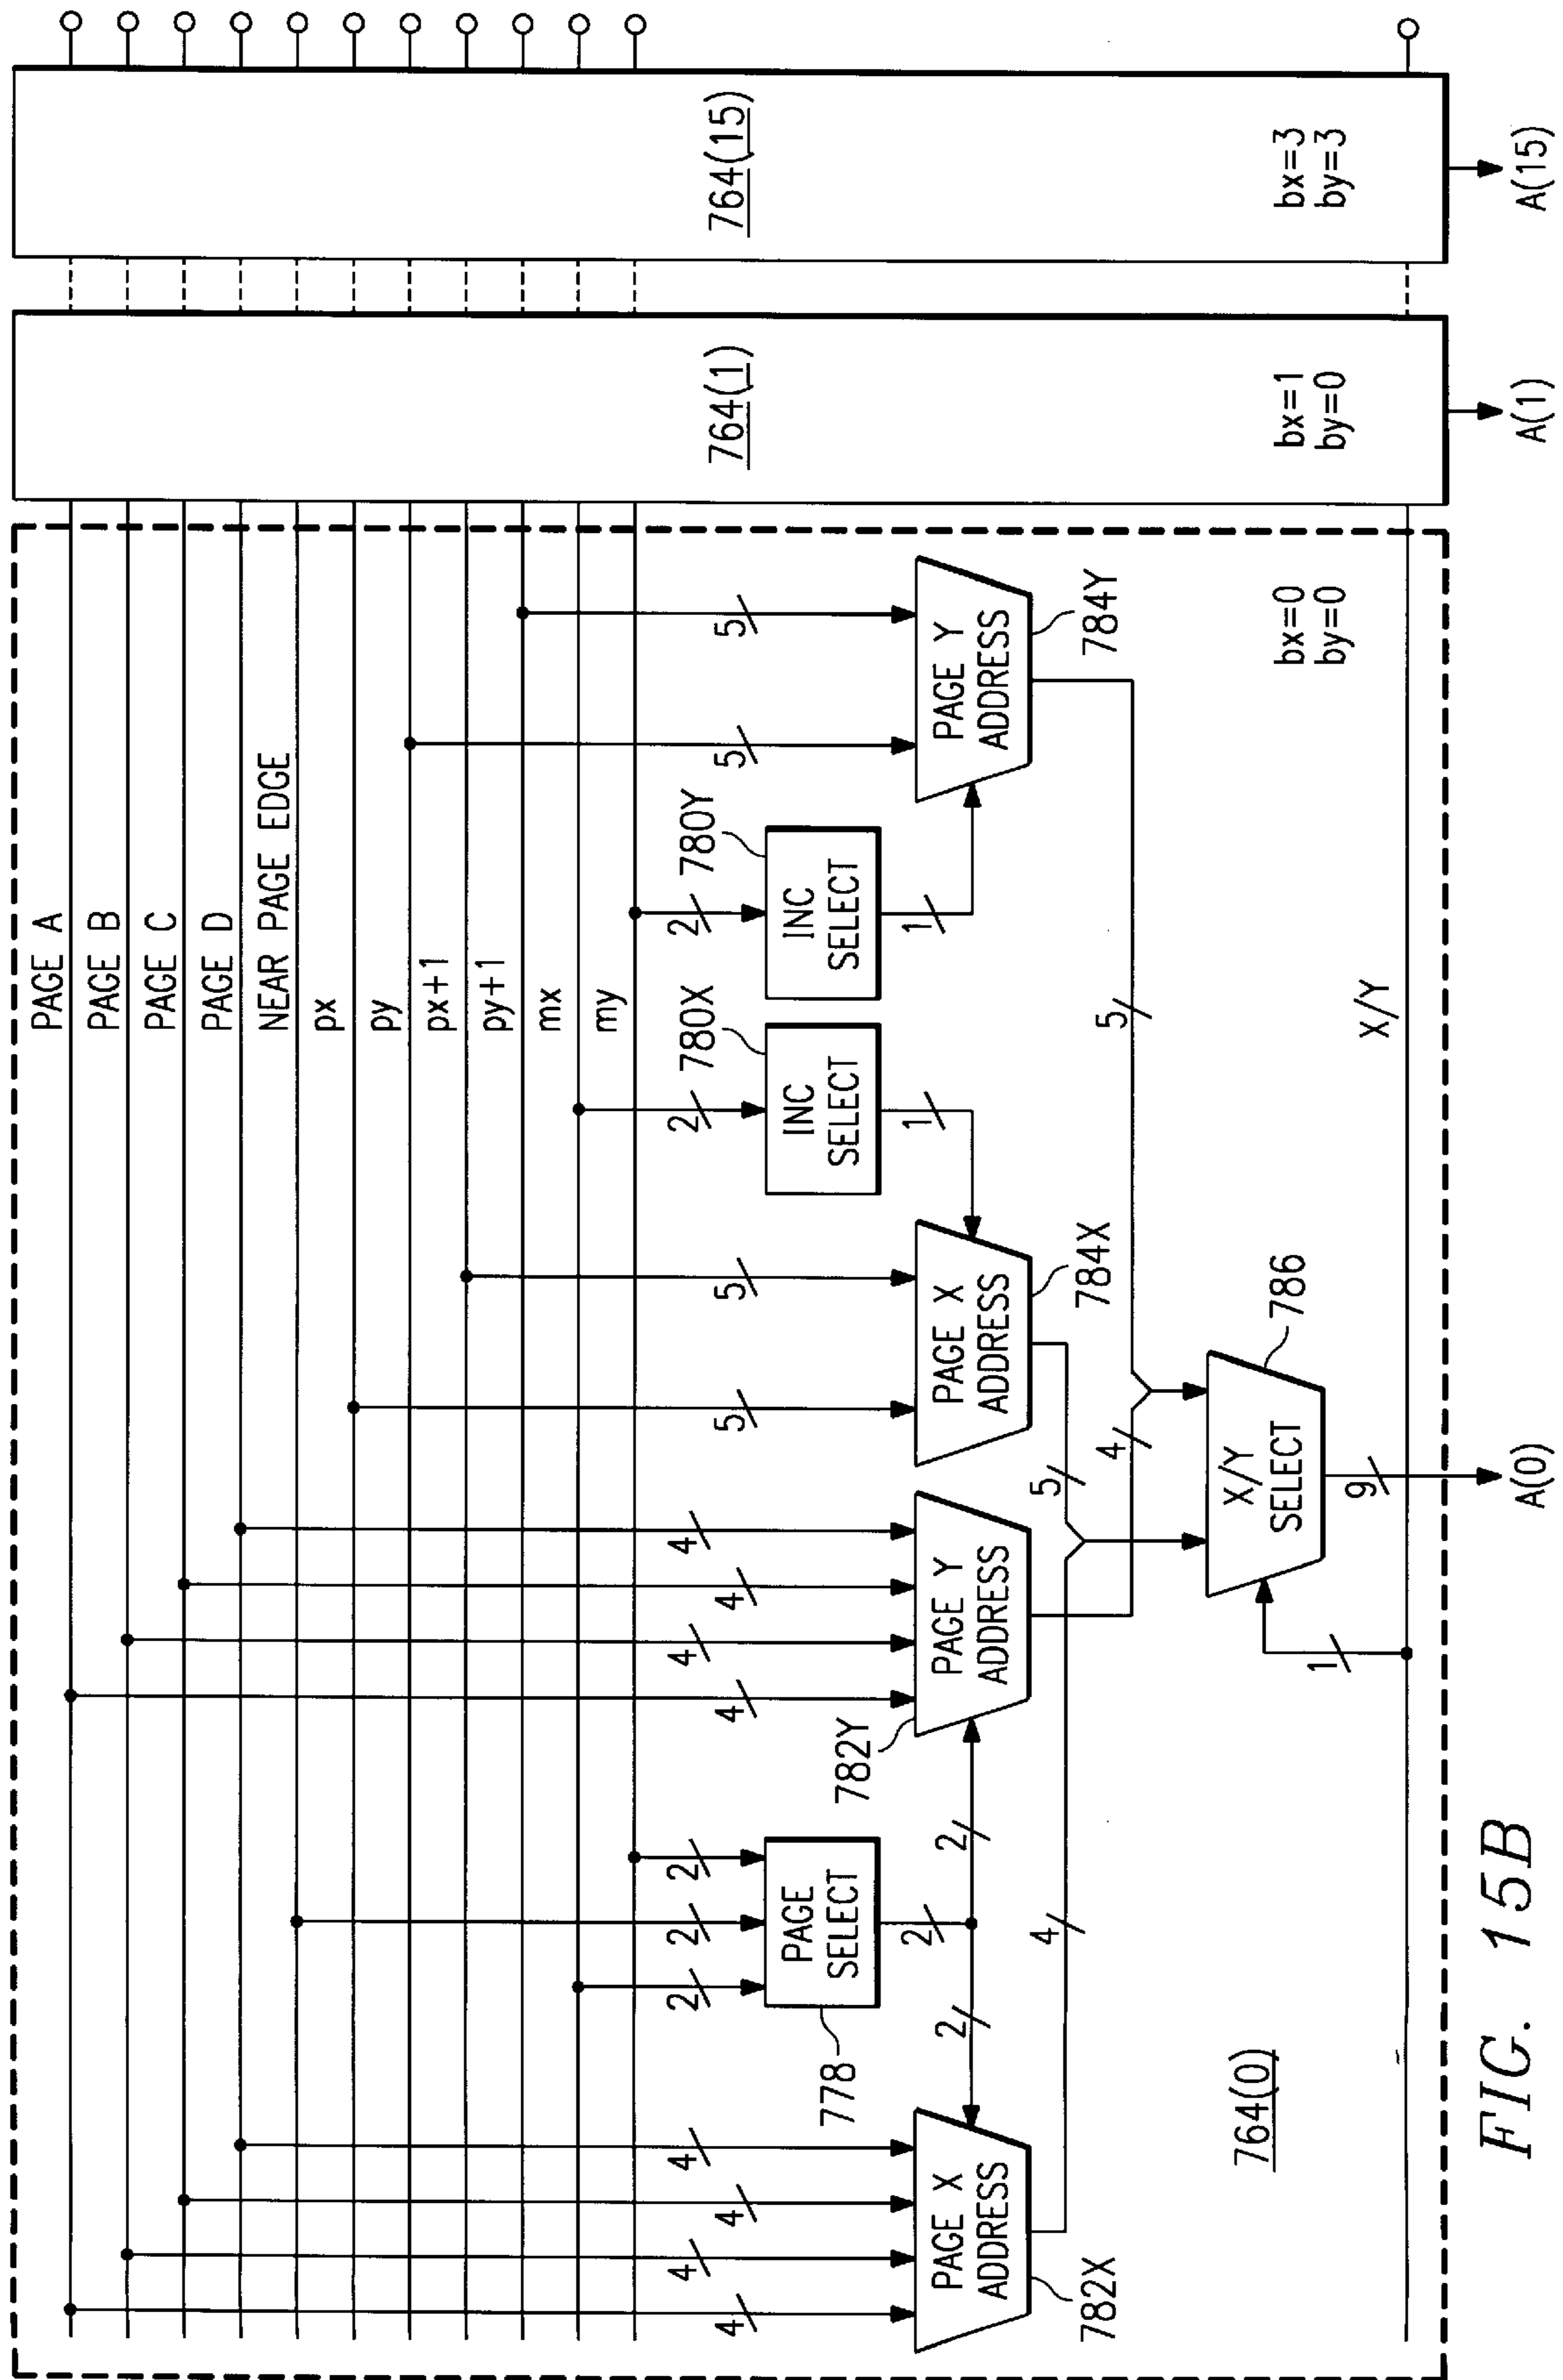 PAGE A
PAGE B
PAGE C
PAGE D
NEAR PAGE EDGE
px
py
px+1
py+1
mx
my
4
4
4
4
2
2
2
4
4
4
4
5
5
2
2
5
5
778
780X
780Y
PAGE
SELECT
INC
SELECT
INC
SELECT
2
1
1
2
2
782X
PAGE X
ADDRESS
782Y
PAGE Y
ADDRESS
PAGE X
ADDRESS
784X
PAGE Y
ADDRESS
784Y
4
5
4
5
X/Y
SELECT
786
1
9
X/Y
764(0)
bx=0
by=0
A(0)
764(1)
bx=1
by=0
A(1)
764(15)
bx=3
by=3
A(15)
FIG. 15B